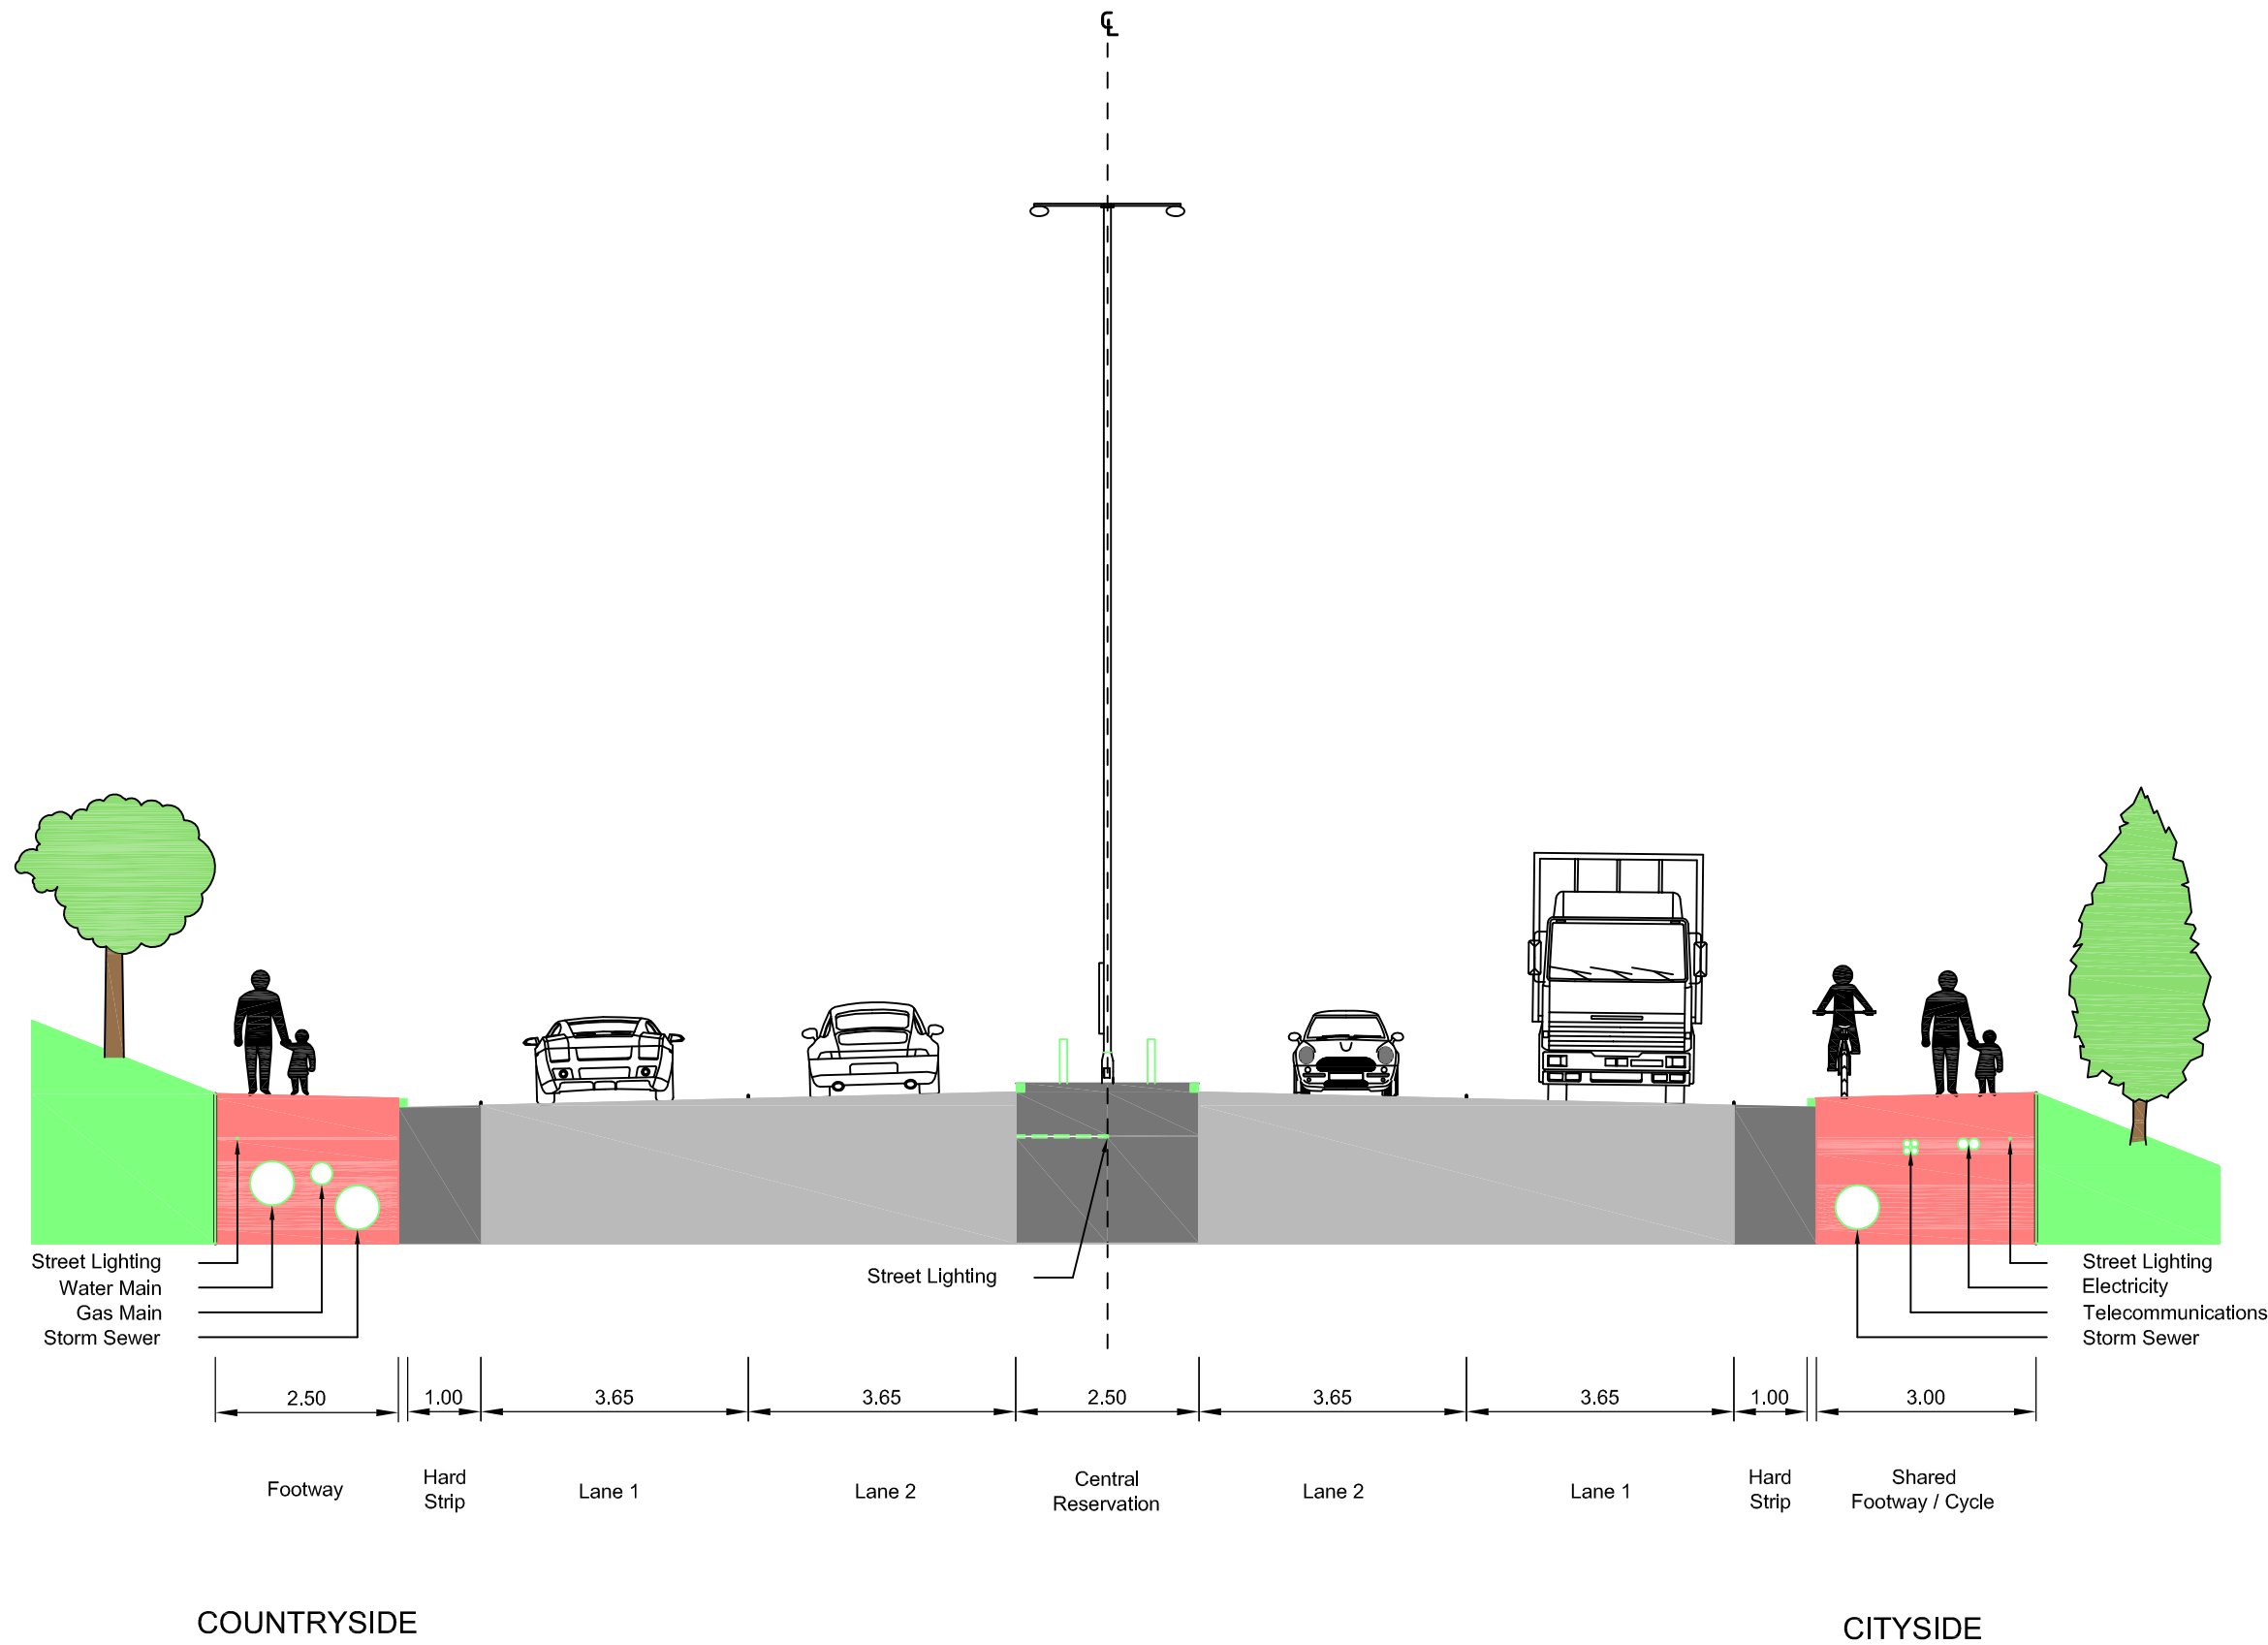 ℄
Street Lighting
Water Main
Gas Main
Storm Sewer
Street Lighting
Street Lighting
Electricity
Telecommunications
Storm Sewer
2.50
1.00
3.65
3.65
2.50
3.65
3.65
1.00
3.00
Footway
Hard
Strip
Lane 1
Lane 2
Central
Reservation
Lane 2
Lane 1
Hard
Strip
Shared
Footway / Cycle
COUNTRYSIDE
CITYSIDE